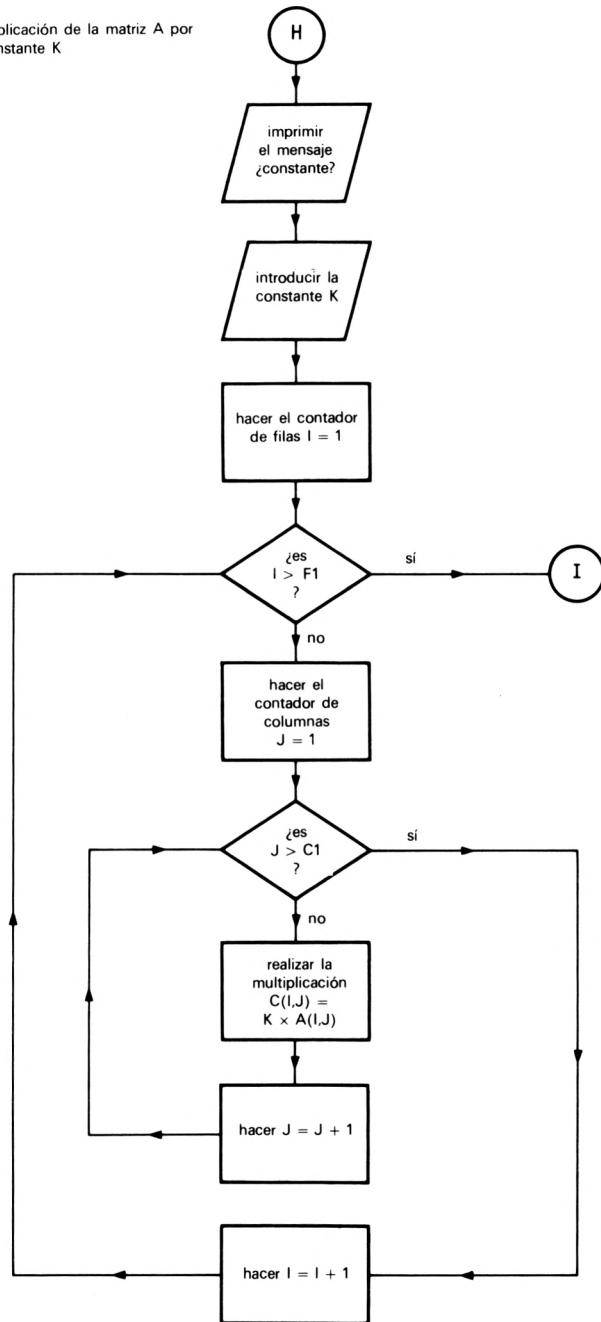 plicación de la matriz A por
nstante K
H
imprimir
el mensaje
¿constante?
introducir la
constante K
hacer el contador
de filas I = 1
¿es
I > F1
?
sí
I
no
hacer el
contador de
columnas
J = 1
¿es
J > C1
?
sí
no
realizar la
multiplicación
C(I,J) =
K × A(I,J)
hacer J = J + 1
hacer I = I + 1